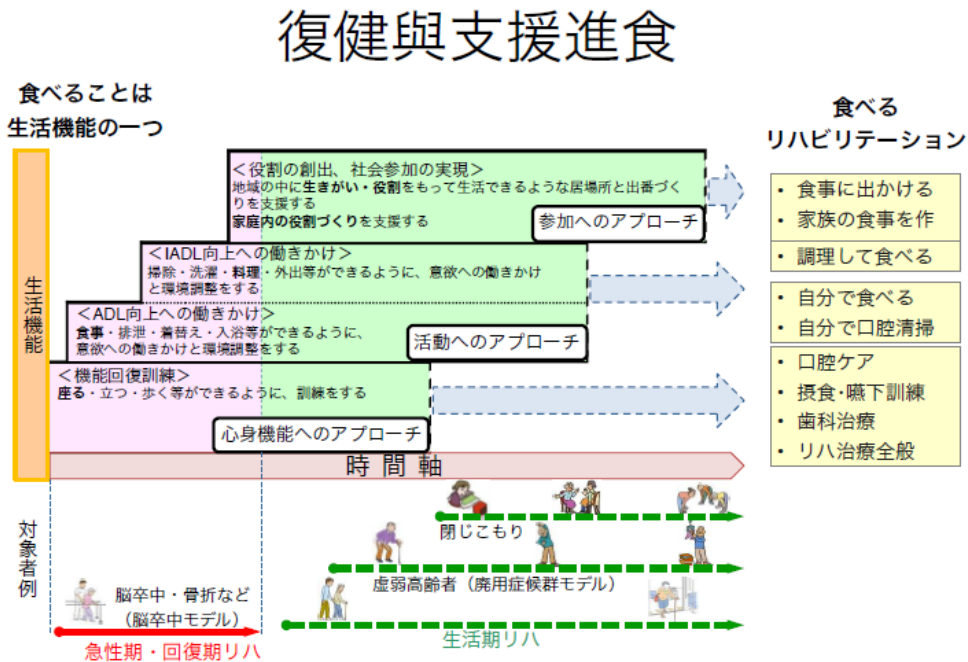 復健與支援進食
食べることは
生活機能の一つ
食べる
リハビリテーション
生活機能
＜役割の創出、社会参加の実現＞
地域の中に生きがい・役割をもって生活できるような居場所と出番づく
りを支援する
家庭内の役割づくりを支援する
参加へのアプローチ
＜IADL向上への働きかけ＞
掃除・洗濯・料理・外出等ができるように、意欲への働きかけ
と環境調整をする
＜ADL向上への働きかけ＞
食事・排泄・着替え・入浴等ができるように、
意欲への働きかけと環境調整をする
活動へのアプローチ
＜機能回復訓練＞
座る・立つ・歩く等ができるように、訓練をする
心身機能へのアプローチ
・ 食事に出かける
・ 家族の食事を作
・ 調理して食べる
・ 自分で食べる
・ 自分で口腔清掃
・ 口腔ケア
・ 摂食・嚥下訓練
・ 歯科治療
・ リハ治療全般
時間軸
対象者例
閉じこもり
虚弱高齢者（廃用症候群モデル）
脳卒中・骨折など
（脳卒中モデル）
急性期・回復期リハ
生活期リハ